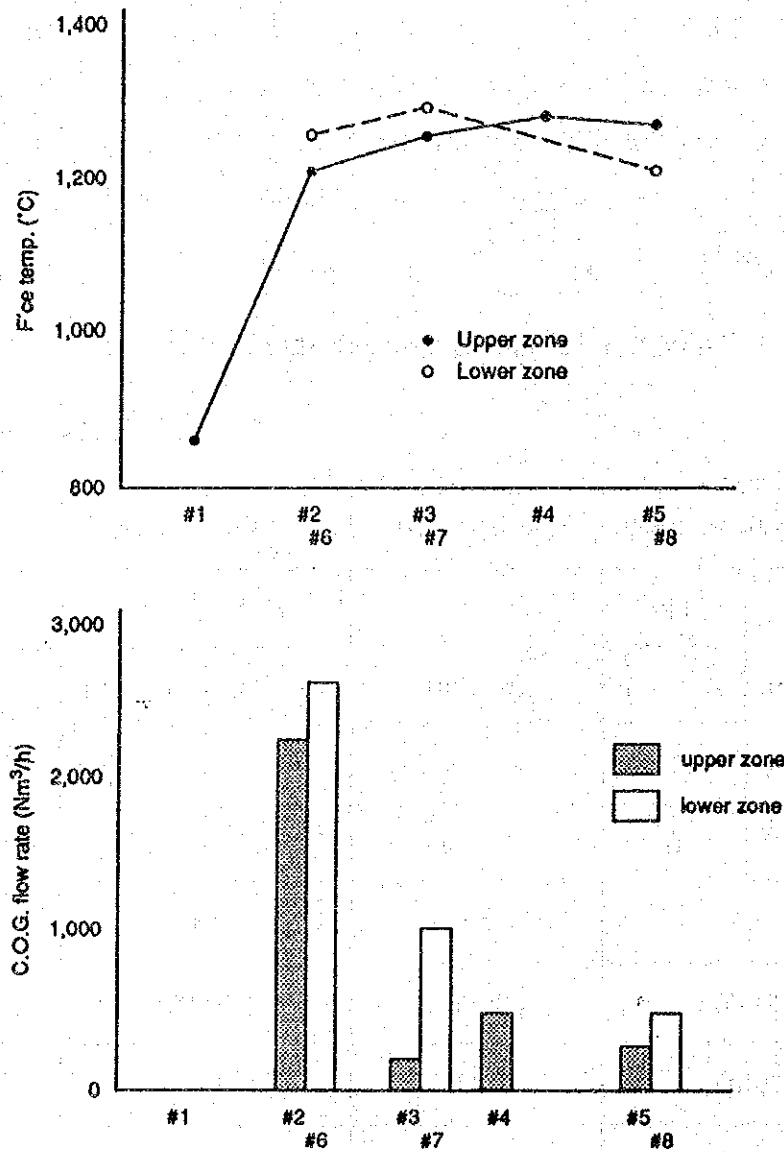 1,400
1,200
1,000
800
F'ce temp. (°C)
Upper zone
Lower zone
#1 #2 #3 #4 #5
#6 #7 #8
3,000
2,000
1,000
0
C.O.G. flow rate (Nm³/h)
upper zone
lower zone
#1 #2 #3 #4 #5
#6 #7 #8